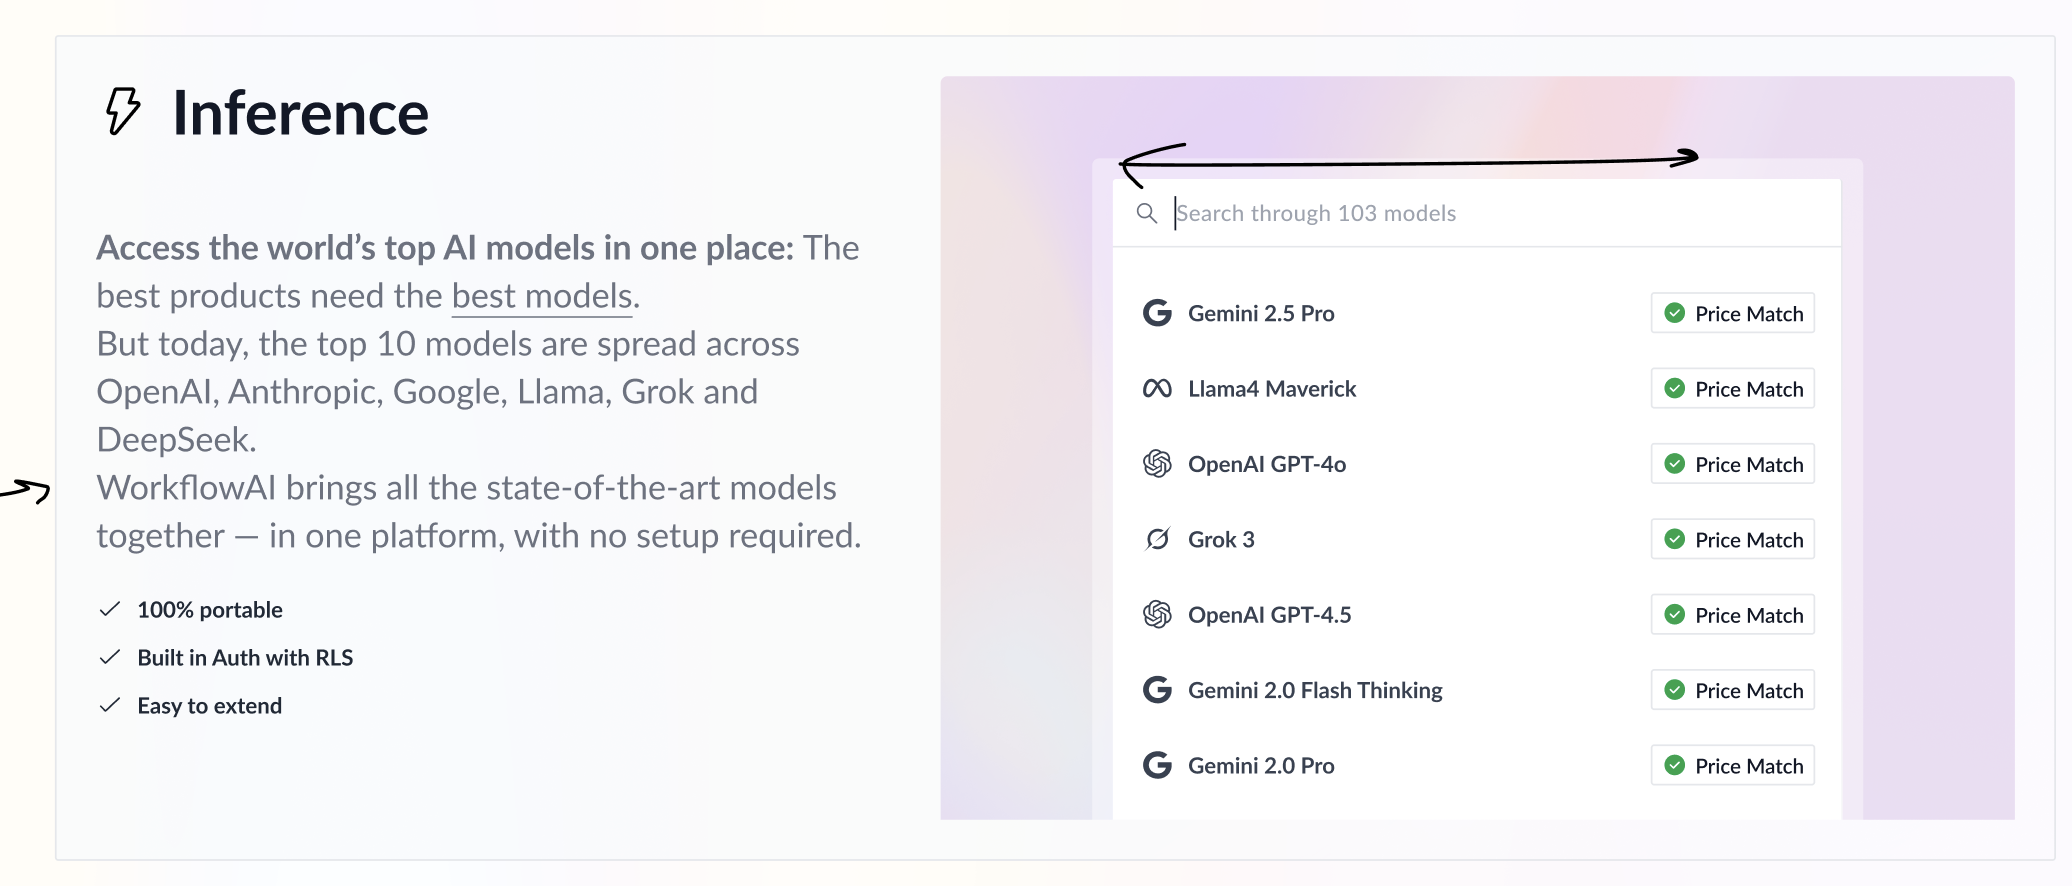 Inference
Access the world’s top AI models in one place: The
best products need the best models.
But today, the top 10 models are spread across
OpenAI, Anthropic, Google, Llama, Grok and
DeepSeek.
WorkflowAI brings all the state-of-the-art models
together — in one platform, with no setup required.
100% portable
Built in Auth with RLS
Easy to extend
Search through 103 models
Gemini 2.5 Pro Price Match
Llama4 Maverick Price Match
OpenAI GPT-4o Price Match
Grok 3 Price Match
OpenAI GPT-4.5 Price Match
Gemini 2.0 Flash Thinking Price Match
Gemini 2.0 Pro Price Match